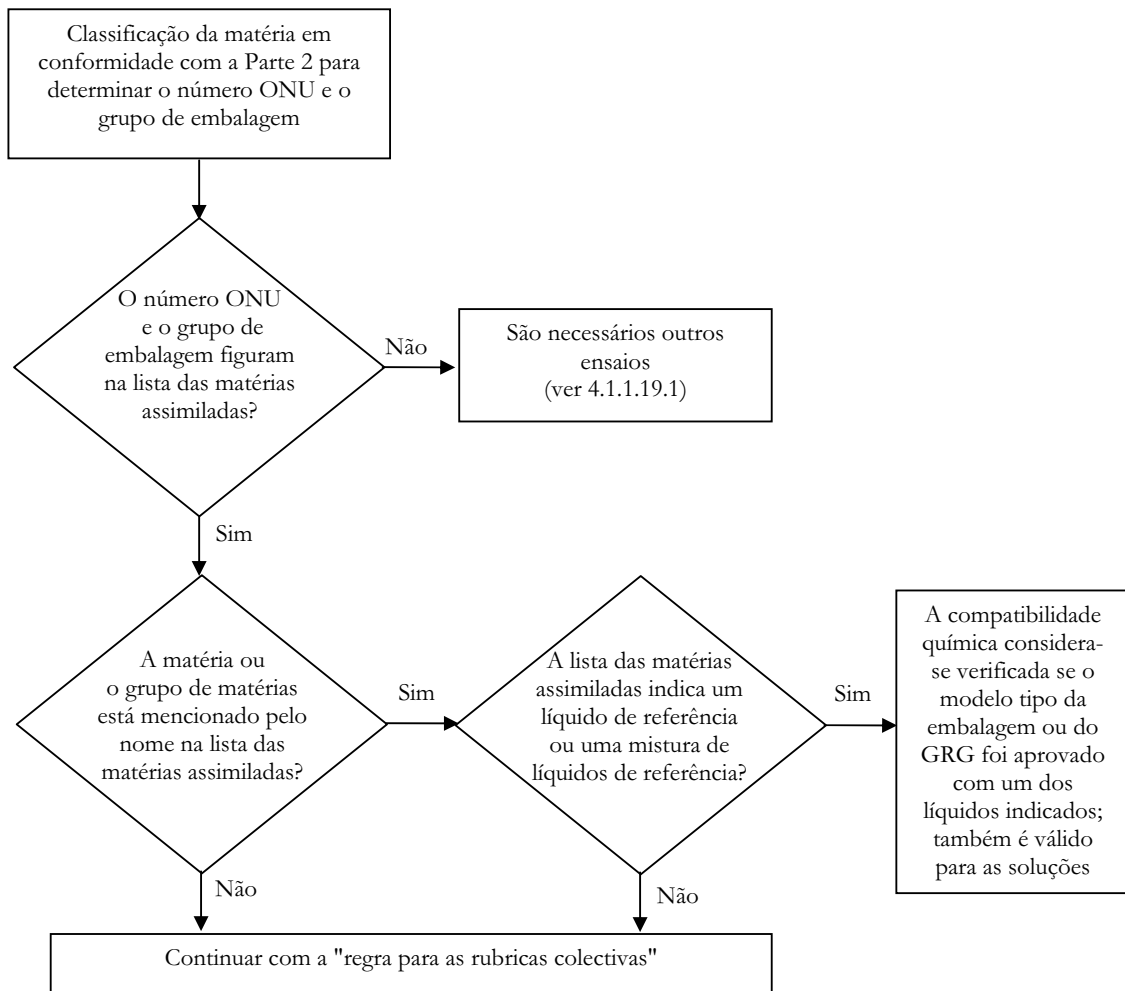 Classificação da matéria em
conformidade com a Parte 2 para
determinar o número ONU e o
grupo de embalagem
O número ONU
e o grupo de
embalagem figuram
na lista das matérias
assimiladas?
Não
São necessários outros
ensaios
(ver 4.1.1.19.1)
Sim
A matéria ou
o grupo de matérias
está mencionado pelo
nome na lista das
matérias assimiladas?
Sim
A lista das matérias
assimiladas indica um
líquido de referência
ou uma mistura de
líquidos de referência?
Sim
A compatibilidade
química considera-
se verificada se o
modelo tipo da
embalagem ou do
GRG foi aprovado
com um dos
líquidos indicados;
também é válido
para as soluções
Não
Não
Continuar com a "regra para as rubricas colectivas"